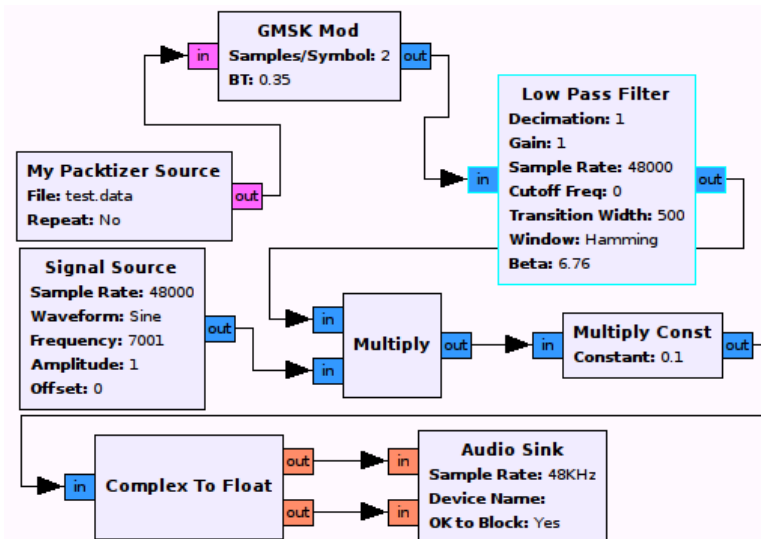 GMSK Mod
in
Samples/Symbol: 2
out
BT: 0.35
Low Pass Filter
Decimation: 1
Gain: 1
in
Sample Rate: 48000
out
Cutoff Freq: 0
Transition Width: 500
Window: Hamming
Beta: 6.76
My Packtizer Source
File: test.data
out
Repeat: No
Signal Source
Sample Rate: 48000
Waveform: Sine
out
Frequency: 7001
Amplitude: 1
Offset: 0
in
in
Multiply
out
in
Multiply Const
Constant: 0.1
out
in
Complex To Float
out
out
in
in
Audio Sink
Sample Rate: 48KHz
Device Name:
OK to Block: Yes